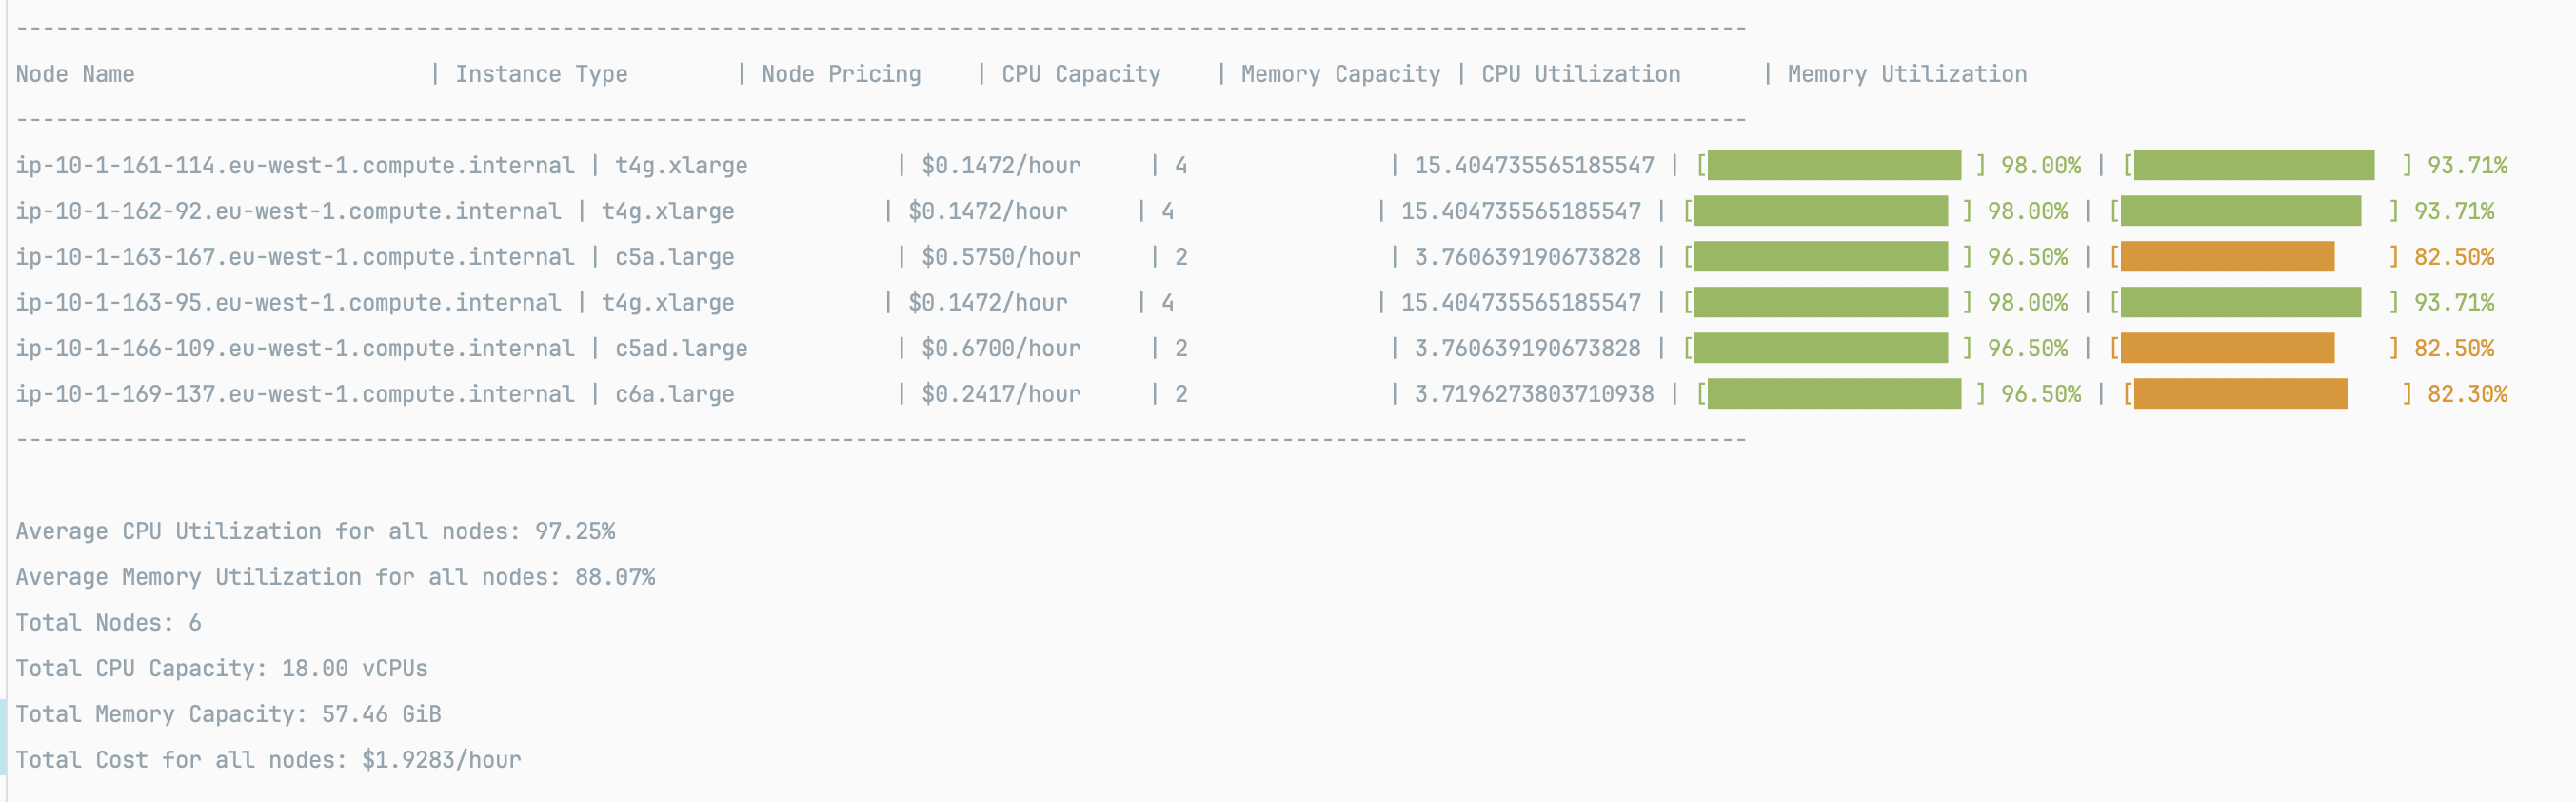 ------------------------------------------------------------------------------------------------------------------------------------
Node Name | Instance Type | Node Pricing | CPU Capacity | Memory Capacity | CPU Utilization | Memory Utilization
------------------------------------------------------------------------------------------------------------------------------------
ip-10-1-161-114.eu-west-1.compute.internal | t4g.xlarge | $0.1472/hour | 4 | 15.404735565185547 | [ ] 98.00% | [ ] 93.71%
ip-10-1-162-92.eu-west-1.compute.internal | t4g.xlarge | $0.1472/hour | 4 | 15.404735565185547 | [ ] 98.00% | [ ] 93.71%
ip-10-1-163-167.eu-west-1.compute.internal | c5a.large | $0.5750/hour | 2 | 3.760639190673828 | [ ] 96.50% | [ ] 82.50%
ip-10-1-163-95.eu-west-1.compute.internal | t4g.xlarge | $0.1472/hour | 4 | 15.404735565185547 | [ ] 98.00% | [ ] 93.71%
ip-10-1-166-109.eu-west-1.compute.internal | c5ad.large | $0.6700/hour | 2 | 3.760639190673828 | [ ] 96.50% | [ ] 82.50%
ip-10-1-169-137.eu-west-1.compute.internal | c6a.large | $0.2417/hour | 2 | 3.7196273803710938 | [ ] 96.50% | [ ] 82.30%
------------------------------------------------------------------------------------------------------------------------------------
Average CPU Utilization for all nodes: 97.25%
Average Memory Utilization for all nodes: 88.07%
Total Nodes: 6
Total CPU Capacity: 18.00 vCPUs
Total Memory Capacity: 57.46 GiB
Total Cost for all nodes: $1.9283/hour